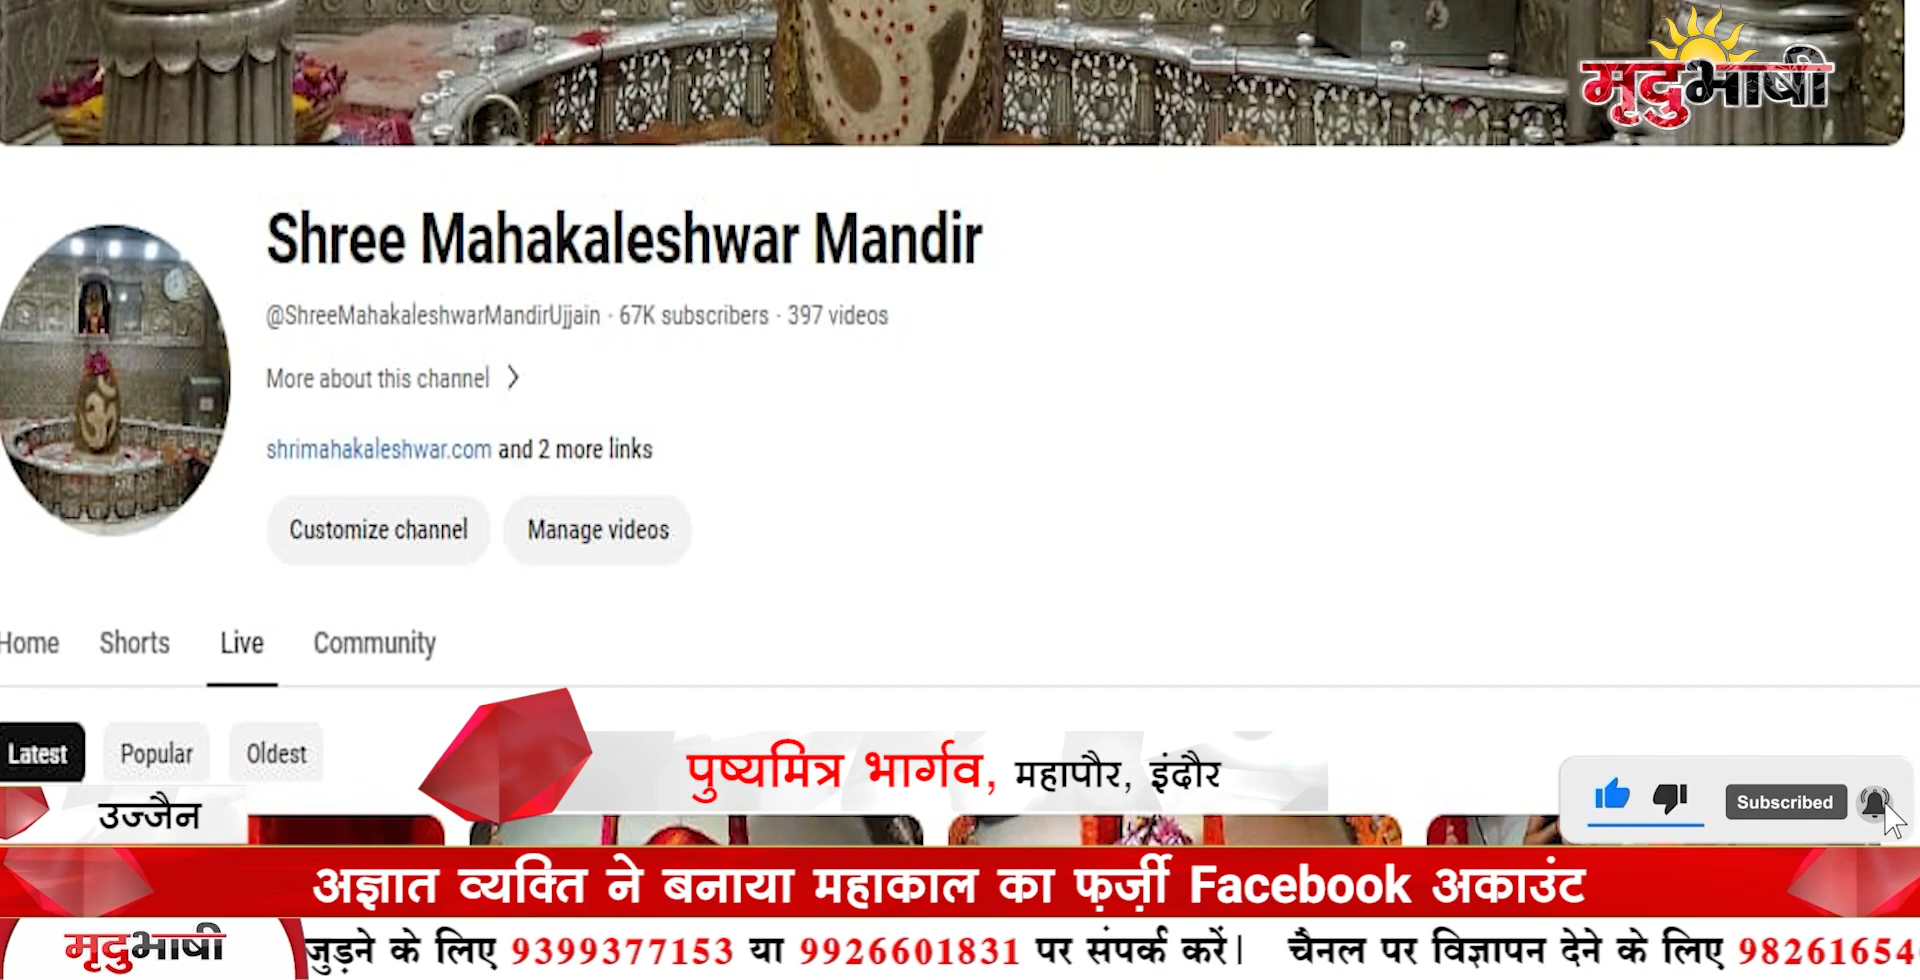 मृदुभाषी
Shree Mahakaleshwar Mandir
@ShreeMahakaleshwarMandirUjjain · 67K subscribers · 397 videos
More about this channel >
shrimahakaleshwar.com and 2 more links
Customize channel
Manage videos
Home Shorts Live Community
Latest Popular Oldest
पुष्यमित्र भार्गव, महापौर, इंदौर
Subscribed
उज्जैन
अज्ञात व्यक्ति ने बनाया महाकाल का फ़र्ज़ी Facebook अकाउंट
मृदुभाषी
जुड़ने के लिए 9399377153 या 9926601831 पर संपर्क करें। चैनल पर विज्ञापन देने के लिए 98261654